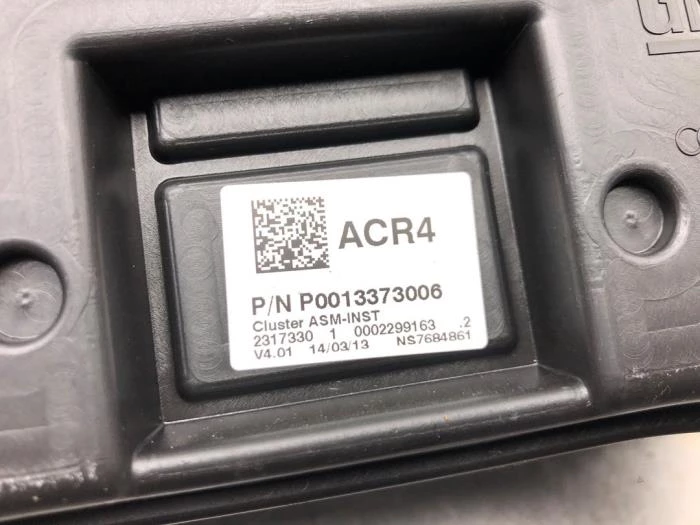 ACR4
P/N P0013373006
Cluster ASM-INST
2317330 1 0002299163 .2
V4.01 14/03/13 NS7684861